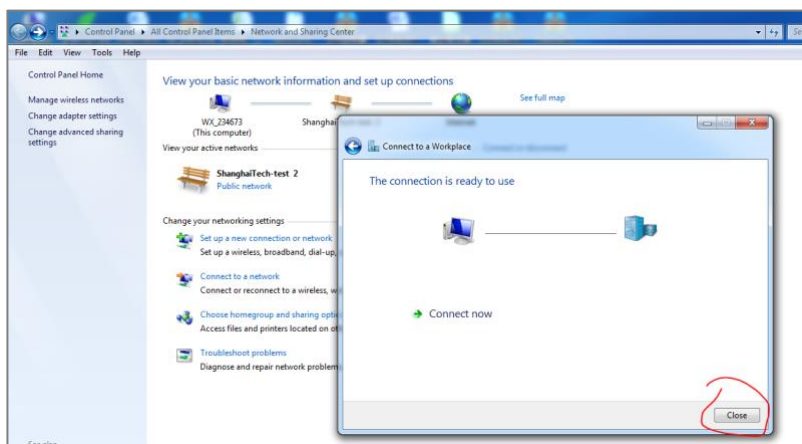 Control Panel ▸ All Control Panel Items ▸ Network and Sharing Center
File Edit View Tools Help
Control Panel Home
Manage wireless networks
Change adapter settings
Change advanced sharing
settings
View your basic network information and set up connections
See full map
WX_234673
(This computer)
Shanghai
View your active networks
ShanghaiTech-test 2
Public network
Change your networking settings
Set up a new connection or network
Set up a wireless, broadband, dial-up,
Connect to a network
Connect or reconnect to a wireless, w
Choose homegroup and sharing opti
Access files and printers located on ot
Troubleshoot problems
Diagnose and repair network problem
Connect to a Workplace
The connection is ready to use
Connect now
Close